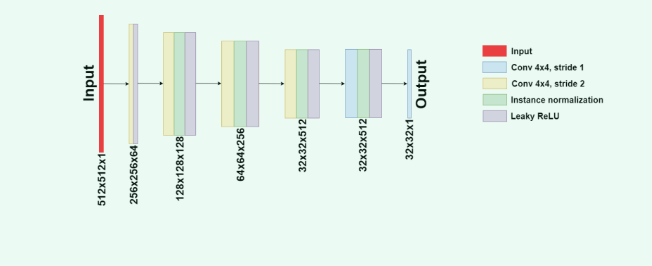 Input
512x512x1
256x256x64
128x128x128
64x64x256
32x32x512
32x32x512
32x32x1
Output
Input
Conv 4x4, stride 1
Conv 4x4, stride 2
Instance normalization
Leaky ReLU